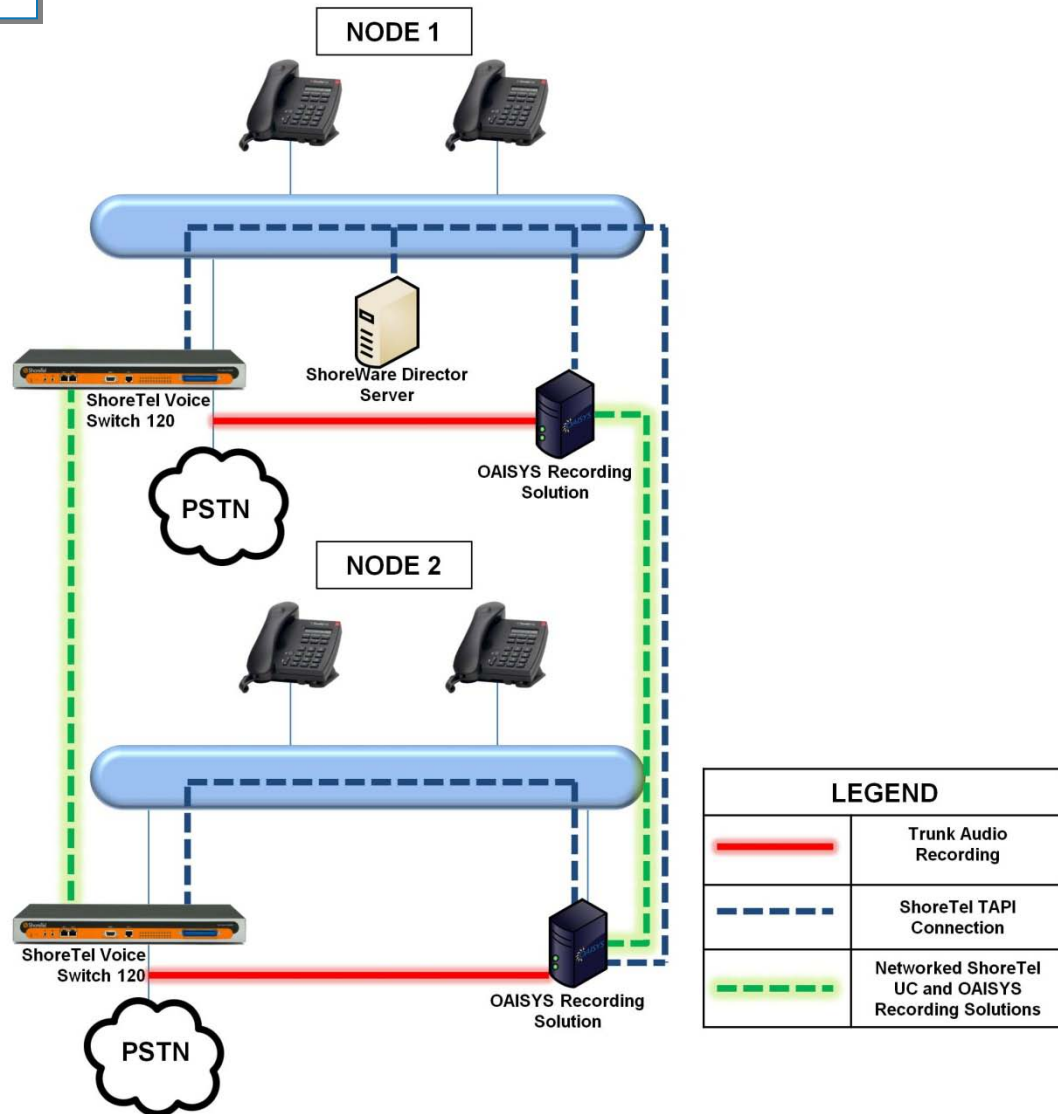 NODE 1
ShoreWare Director
Server
ShoreTel Voice
Switch 120
OAISYS Recording
Solution
PSTN
NODE 2
ShoreTel Voice
Switch 120
OAISYS Recording
Solution
PSTN
LEGEND
Trunk Audio
Recording
ShoreTel TAPI
Connection
Networked ShoreTel
UC and OAISYS
Recording Solutions